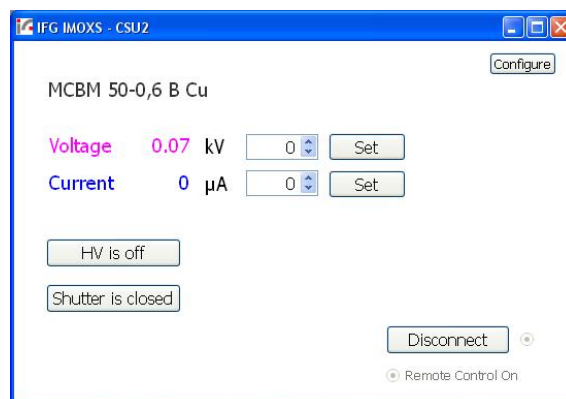 IFG IMOXS - CSU2
Configure
MCBM 50-0,6 B Cu
Voltage 0.07 kV 0 Set
Current 0 µA 0 Set
HV is off
Shutter is closed
Disconnect
Remote Control On